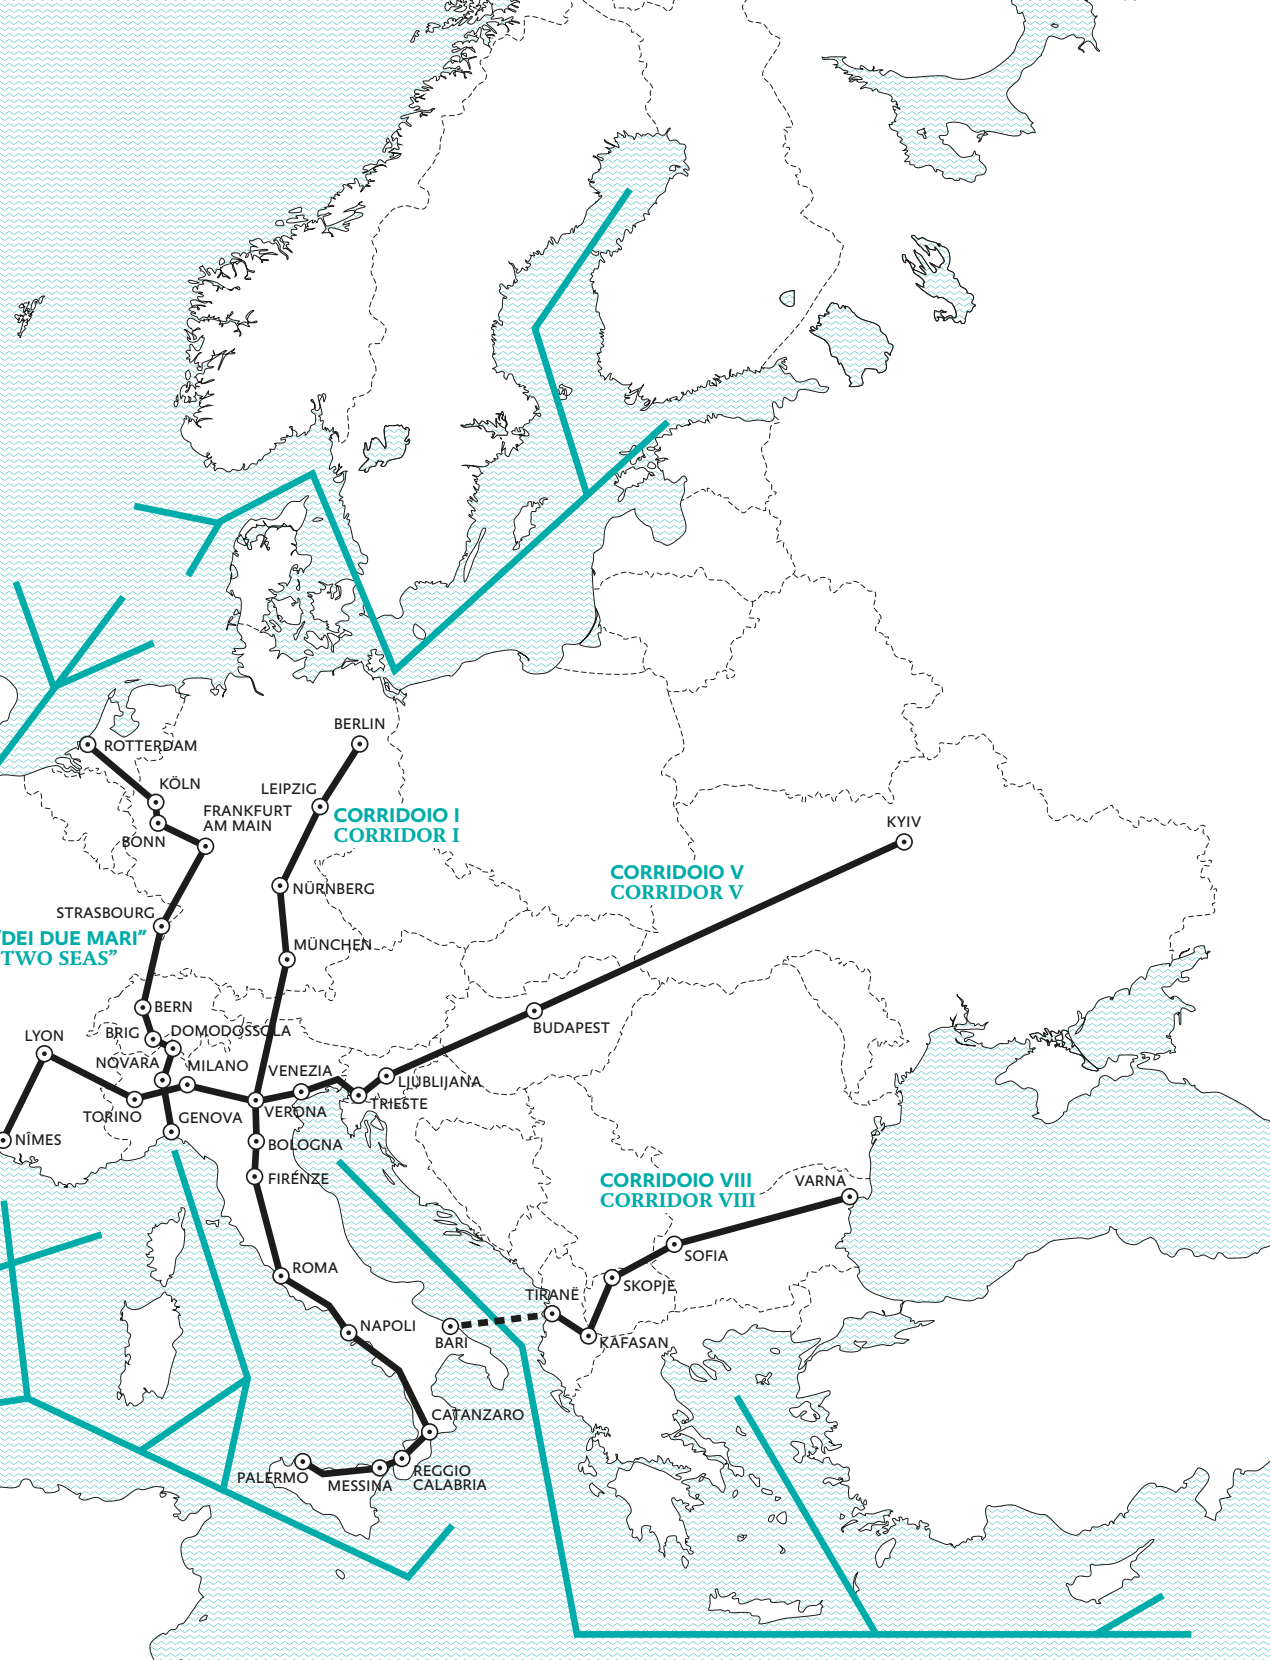 BERLIN
ROTTERDAM
KÖLN
LEIPZIG
FRANKFURT
AM MAIN
CORRIDOIO I
CORRIDOR I
KYIV
BONN
CORRIDOIO V
CORRIDOR V
NÜRNBERG
STRASBOURG
"DEI DUE MARI"
TWO SEAS”
MÜNCHEN
BERN
BRIG
DOMODOSSOLA
BUDAPEST
LYON
NOVARA
MILANO
VENEZIA
LJUBLIJANA
TORINO
GENOVA
VERONA
TRIESTE
NÎMES
BOLOGNA
FIRENZE
CORRIDOIO VIII
CORRIDOR VIII
VARNA
SOFIA
ROMA
SKOPJE
TIRANË
NAPOLI
BARI
KAFASAN
CATANZARO
PALERMO
MESSINA
REGGIO
CALABRIA